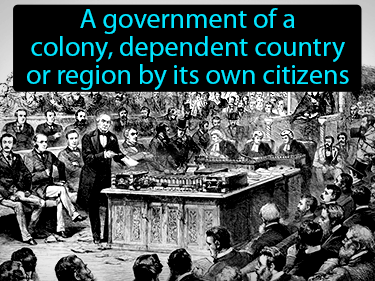 A government of a
colony, dependent country
or region by its own citizens